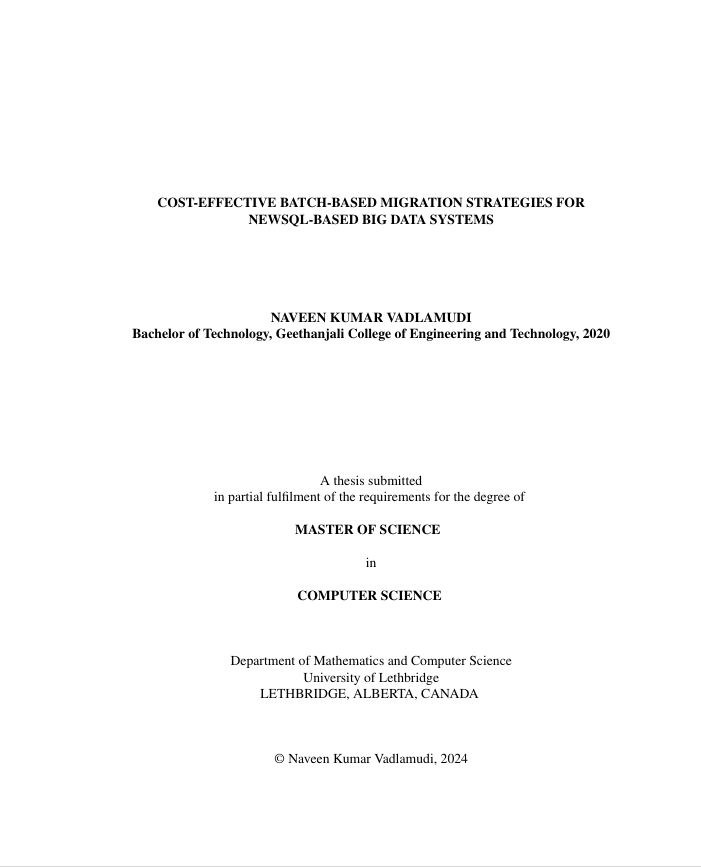 COST-EFFECTIVE BATCH-BASED MIGRATION STRATEGIES FOR
NEWSQL-BASED BIG DATA SYSTEMS
NAVEEN KUMAR VADLAMUDI
Bachelor of Technology, Geethanjali College of Engineering and Technology, 2020
A thesis submitted
in partial fulfilment of the requirements for the degree of
MASTER OF SCIENCE
in
COMPUTER SCIENCE
Department of Mathematics and Computer Science
University of Lethbridge
LETHBRIDGE, ALBERTA, CANADA
© Naveen Kumar Vadlamudi, 2024